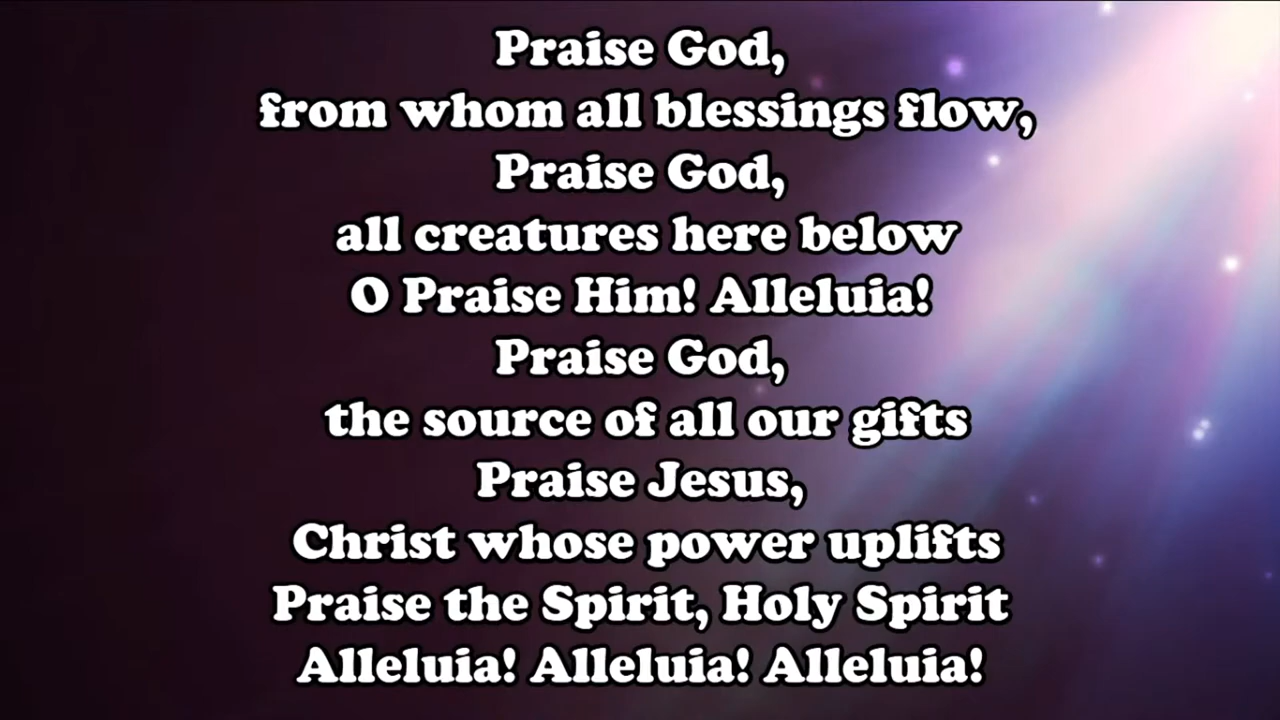 Praise God,
from whom all blessings flow,
Praise God,
all creatures here below
O Praise Him! Alleluia!
Praise God,
the source of all our gifts
Praise Jesus,
Christ whose power uplifts
Praise the Spirit, Holy Spirit
Alleluia! Alleluia! Alleluia!